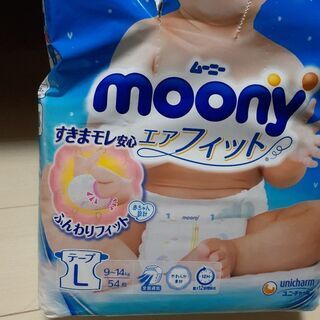 ムーニー
moony
すきまモレ安心
エアフィット
赤ちゃん設計
ふんわりフィット
moony
テープ
L
9~14kg
54枚
unicharm
ユニ・チャーム